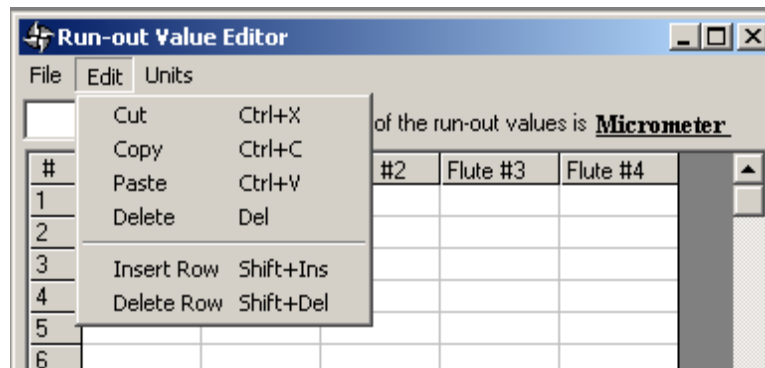 Run-out Value Editor
File Edit Units
of the run-out values is Micrometer
Cut Ctrl+X
Copy Ctrl+C
Paste Ctrl+V
Delete Del
Insert Row Shift+Ins
Delete Row Shift+Del
# #2 Flute #3 Flute #4
1
2
3
4
5
6